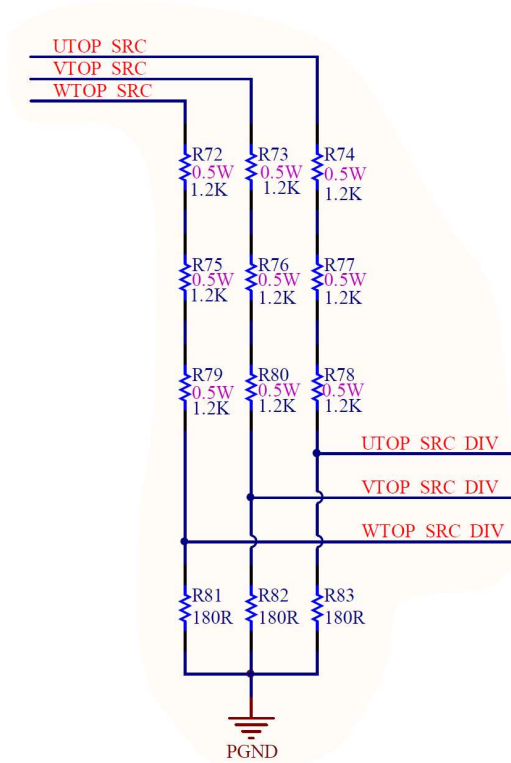 UTOP SRC
VTOP SRC
WTOP SRC
R72
0.5W
1.2K
R73
0.5W
1.2K
R74
0.5W
1.2K
R75
0.5W
1.2K
R76
0.5W
1.2K
R77
0.5W
1.2K
R79
0.5W
1.2K
R80
0.5W
1.2K
R78
0.5W
1.2K
UTOP SRC DIV
VTOP SRC DIV
WTOP SRC DIV
R81
180R
R82
180R
R83
180R
PGND